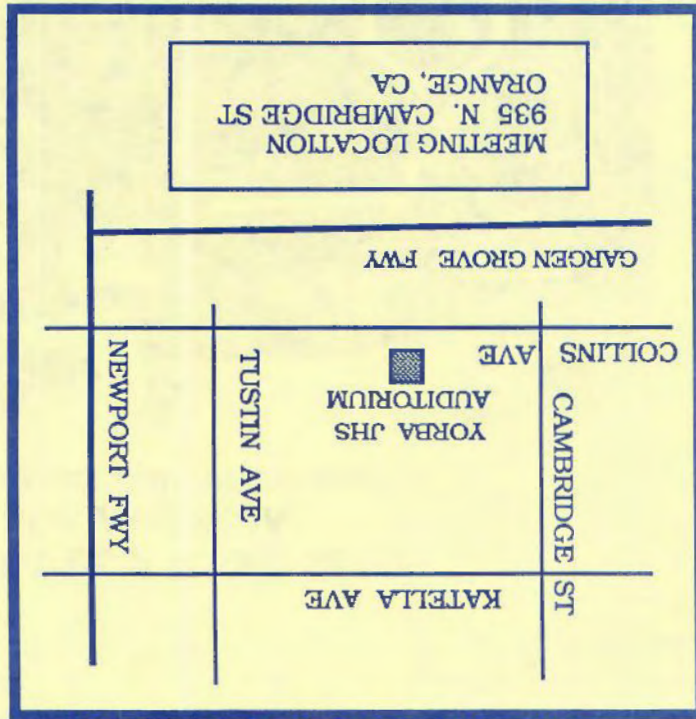 KATELLA AVE
CAMBRIDGE ST
TUSTIN AVE
NEWPORT FWY
YORBA JHS
AUDITORIUM
COLLINS AVE
GARGEN GROVE FWY
MEETING LOCATION
935 N. CAMBRIDGE ST
ORANGE, CA